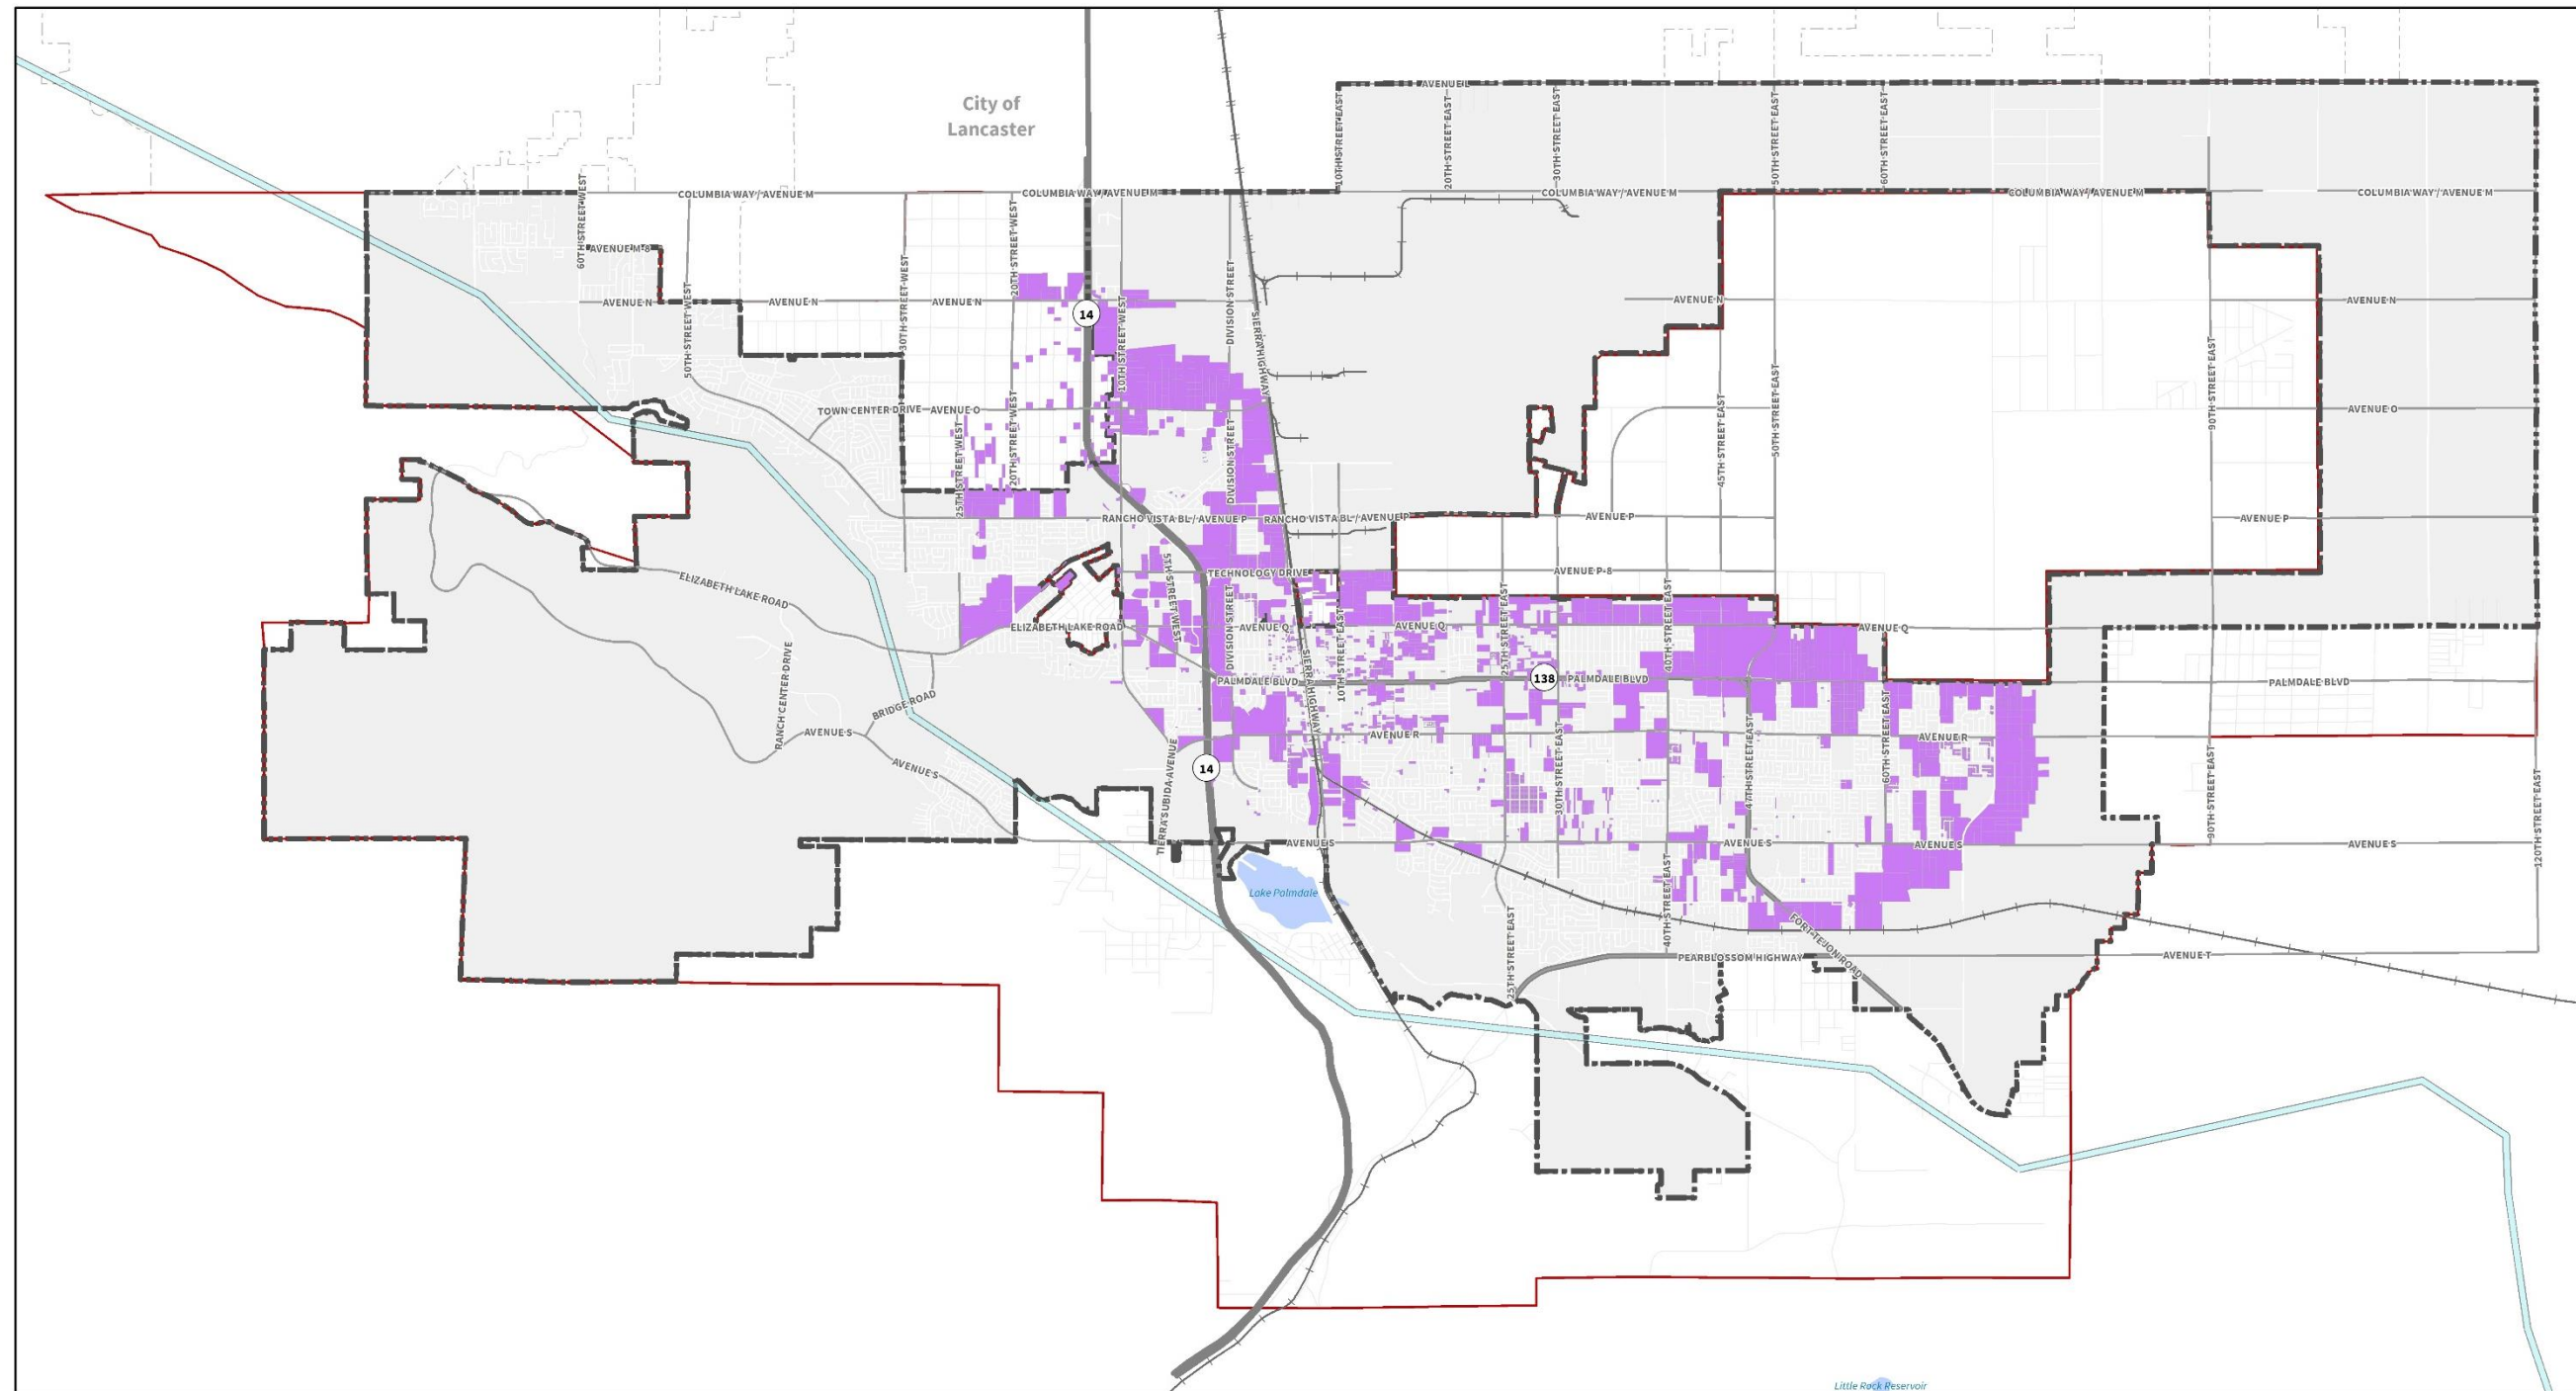 City of
Lancaster
AVENUE L
10TH STREET EAST
20TH STREET EAST
30TH STREET EAST
50TH STREET EAST
60TH STREET EAST
60TH STREET WEST
COLUMBIA WAY / AVENUE M
COLUMBIA WAY / AVENUE M
COLUMBIA WAY / AVENUE M
COLUMBIA WAY / AVENUE M
COLUMBIA WAY / AVENUE M
AVENUE M-8
AVENUE N
AVENUE N
AVENUE N
AVENUE N
AVENUE N
50TH STREET WEST
30TH STREET WEST
20TH STREET WEST
14
10TH STREET WEST
DIVISION STREET
SIERRA HIGHWAY
50TH STREET EAST
90TH STREET EAST
TOWN CENTER DRIVE
AVENUE O
AVENUE O
25TH STREET WEST
20TH STREET WEST
DIVISION STREET
45TH STREET EAST
RANCHO VISTA BL / AVENUE P
RANCHO VISTA BL / AVENUE P
AVENUE P
AVENUE P
ELIZABETH LAKE ROAD
5TH STREET WEST
TECHNOLOGY DRIVE
AVENUE P-8
ELIZABETH LAKE ROAD
DIVISION STREET
AVENUE Q
10TH STREET EAST
AVENUE Q
25TH STREET EAST
40TH STREET EAST
AVENUE Q
RANCH CENTER DRIVE
BRIDGE ROAD
PALMDALE BLVD
SIERRA HIGHWAY
138
PALMDALE BLVD
PALMDALE BLVD
AVENUE S
AVENUE S
TIERRA SUBIDA AVENUE
14
AVENUE R
30TH STREET EAST
47TH STREET EAST
60TH STREET EAST
AVENUE R
90TH STREET EAST
120TH STREET EAST
AVENUE S
AVENUE S
AVENUE S
AVENUE S
Lake Palmdale
25TH STREET EAST
40TH STREET EAST
FORT TEJON ROAD
PEARBLOSSOM HIGHWAY
AVENUE T
Little Rock Reservoir